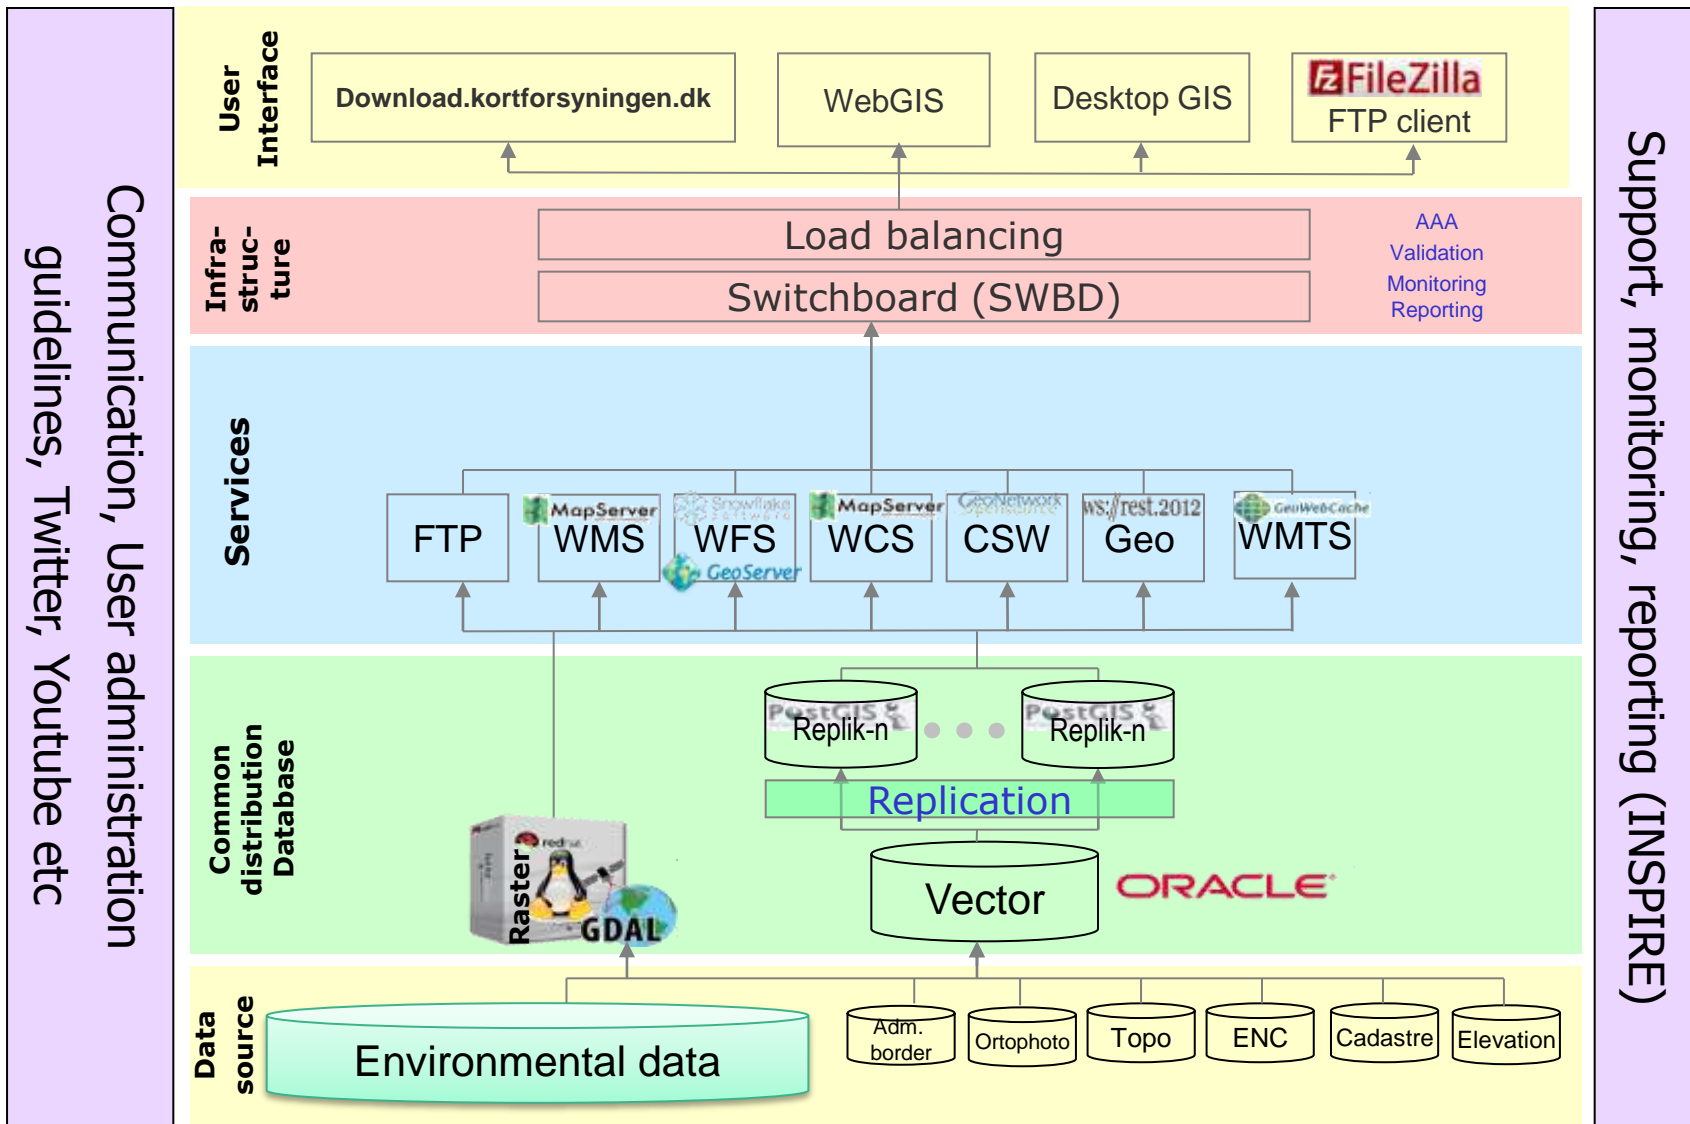 Communication, User administration
guidelines, Twitter, Youtube etc
User
Interface
Download.kortforsyningen.dk
WebGIS
Desktop GIS
FileZilla
FTP client
Infra-
struc-
ture
Load balancing
Switchboard (SWBD)
AAA
Validation
Monitoring
Reporting
Services
FTP
MapServer
WMS
Snowflake
software
WFS
GeoServer
MapServer
WCS
GeoNetwork
opensource
CSW
ws://rest.2012
Geo
GeoWebCache
WMTS
Common
distribution
Database
PostGIS
Replik-n
PostGIS
Replik-n
Replication
redhat
Raster
GDAL
Vector
ORACLE
Data
source
Environmental data
Adm.
border
Ortophoto
Topo
ENC
Cadastre
Elevation
Support, monitoring, reporting (INSPIRE)